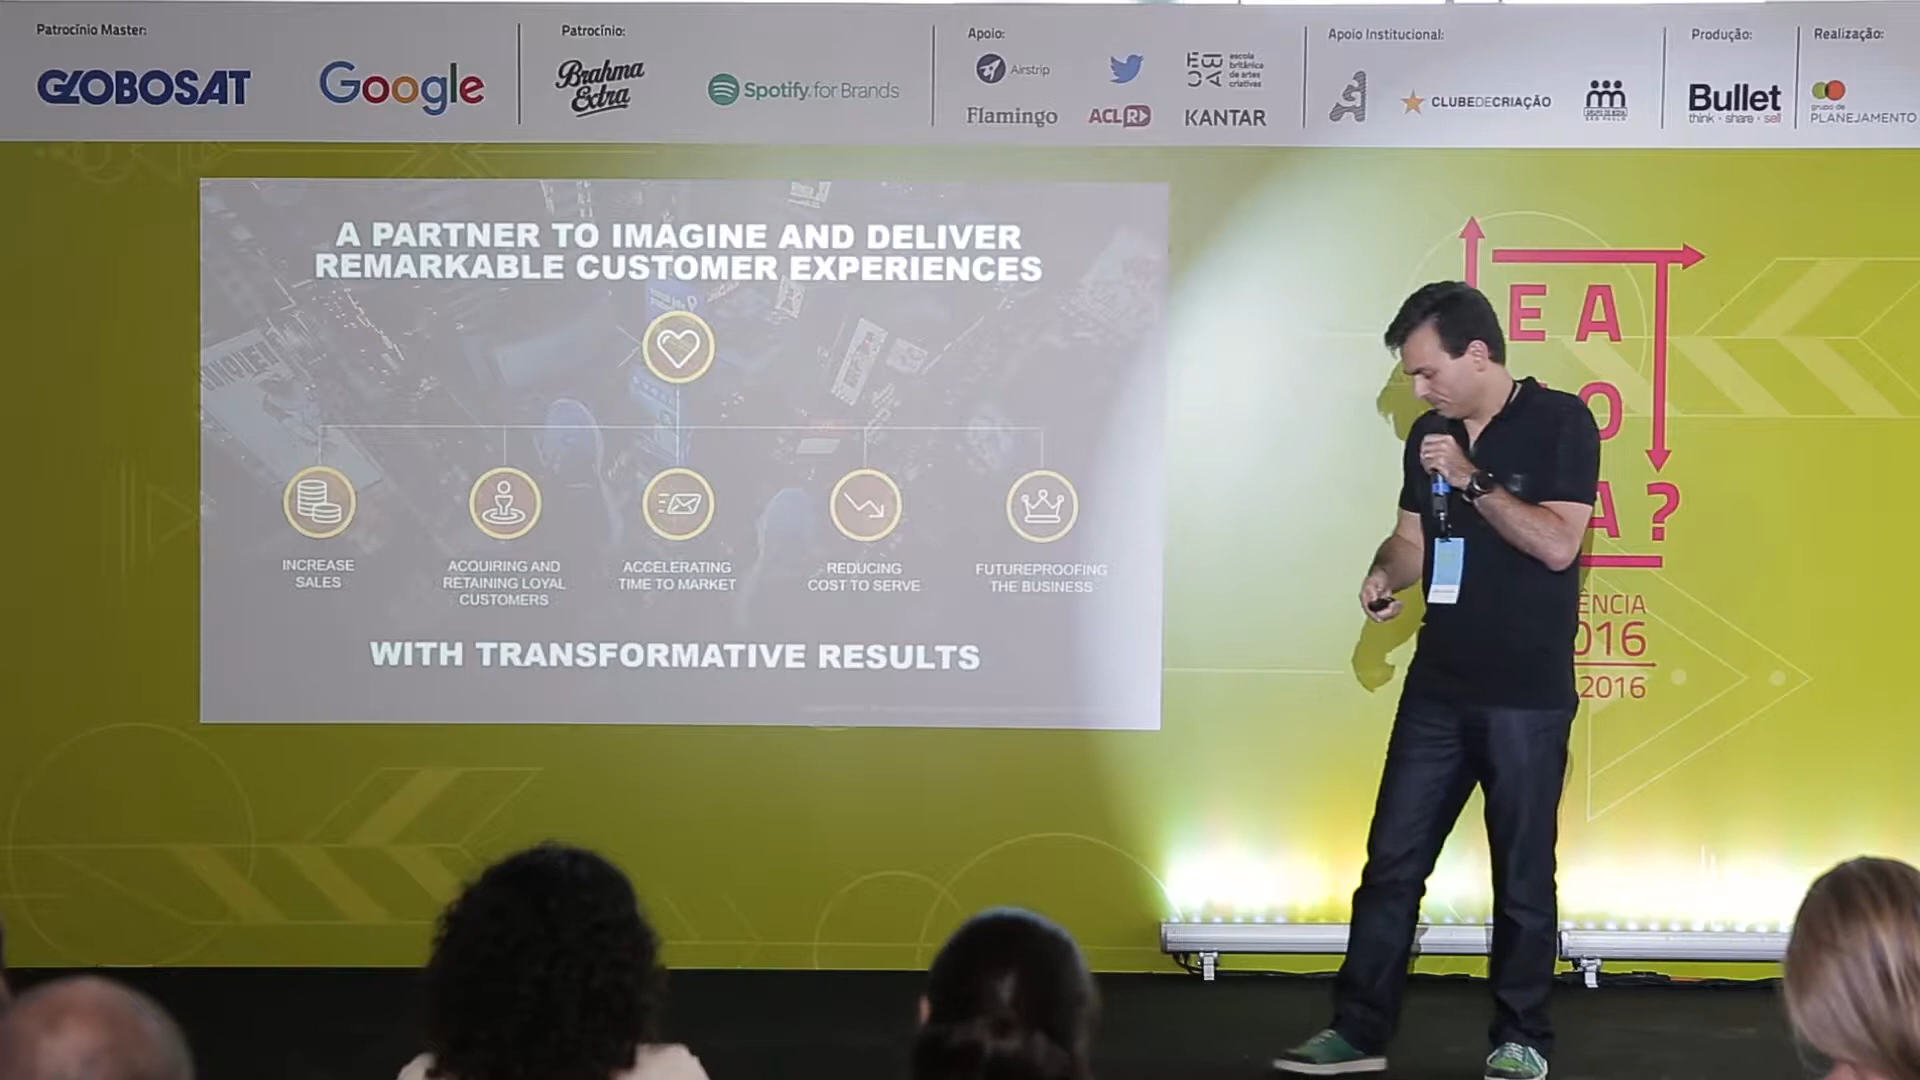 Patrocínio Master:
GLOBOSAT
Google
Patrocínio:
Brahma
Extra
Spotify for Brands
Apoio:
Airstrip
escola
britânica
de artes
criativas
Flamingo
ACLR
KANTAR
Apoio Institucional:
CLUBEDECRIAÇÃO
Produção:
Bullet
think · share · sell
Realização:
grupo de
PLANEJAMENTO
A PARTNER TO IMAGINE AND DELIVER
REMARKABLE CUSTOMER EXPERIENCES
INCREASE
SALES
ACQUIRING AND
RETAINING LOYAL
CUSTOMERS
ACCELERATING
TIME TO MARKET
REDUCING
COST TO SERVE
FUTUREPROOFING
THE BUSINESS
WITH TRANSFORMATIVE RESULTS
E A
O
A ?
ÊNCIA
016
2016